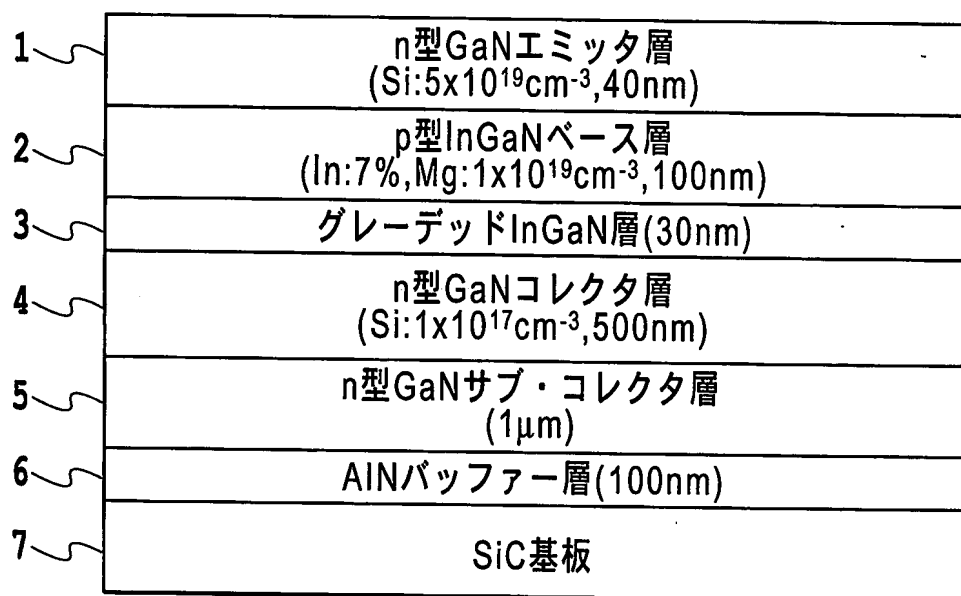 1
n型GaNエミッタ層
(Si:5x10¹⁹cm⁻³,40nm)
2
p型InGaNベース層
(In:7%,Mg:1x10¹⁹cm⁻³,100nm)
3
グレーデッドInGaN層(30nm)
4
n型GaNコレクタ層
(Si:1x10¹⁷cm⁻³,500nm)
5
n型GaNサブ・コレクタ層
(1μm)
6
AlNバッファー層(100nm)
7
SiC基板